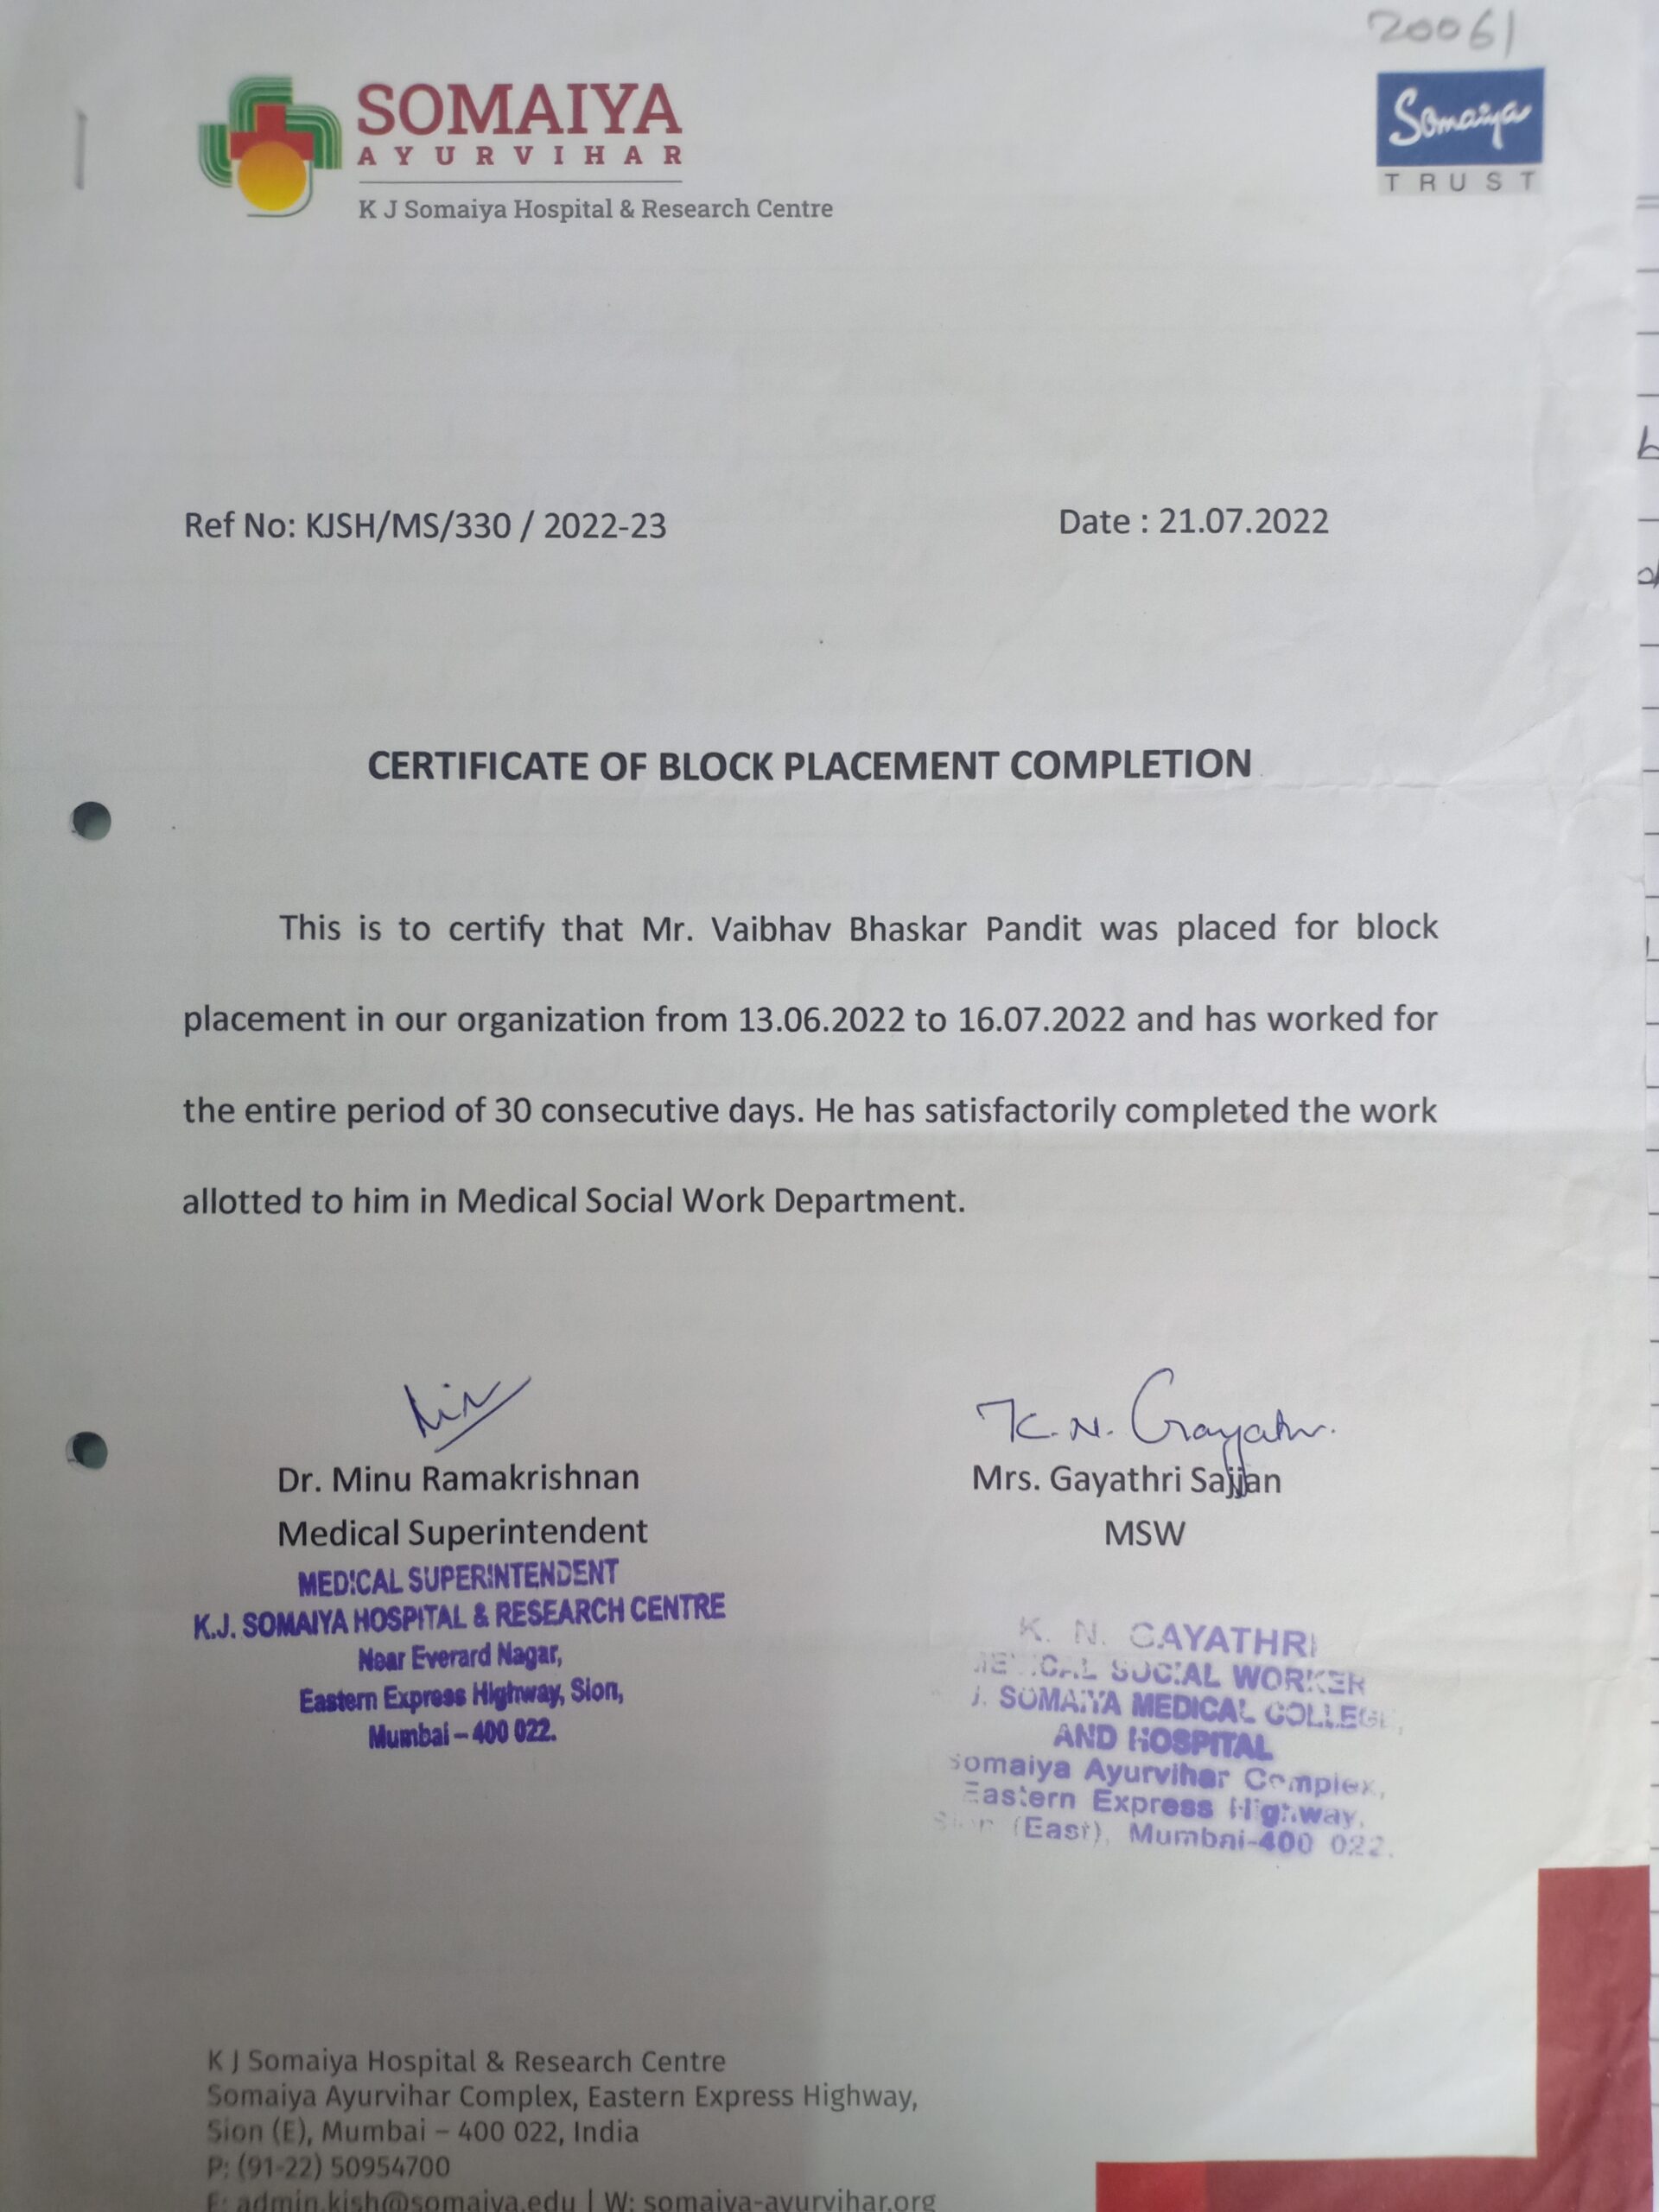 20061
SOMAIYA
AYURVIHAR
K J Somaiya Hospital & Research Centre
Somaiya
TRUST
Ref No: KJSH/MS/330 / 2022-23
Date : 21.07.2022
CERTIFICATE OF BLOCK PLACEMENT COMPLETION
This is to certify that Mr. Vaibhav Bhaskar Pandit was placed for block
placement in our organization from 13.06.2022 to 16.07.2022 and has worked for
the entire period of 30 consecutive days. He has satisfactorily completed the work
allotted to him in Medical Social Work Department.
K. N. Gayathri
Dr. Minu Ramakrishnan
Medical Superintendent
MEDICAL SUPERINTENDENT
K.J. SOMAIYA HOSPITAL & RESEARCH CENTRE
Near Everard Nagar,
Eastern Express Highway, Sion,
Mumbai – 400 022.
Mrs. Gayathri Sajjan
MSW
K. N. GAYATHRI
MEDICAL SOCIAL WORKER
J. SOMAIYA MEDICAL COLLEGE,
AND HOSPITAL
Somaiya Ayurvihar Complex,
Eastern Express Highway,
Sion (East), Mumbai-400 022.
K J Somaiya Hospital & Research Centre
Somaiya Ayurvihar Complex, Eastern Express Highway,
Sion (E), Mumbai – 400 022, India
P: (91-22) 50954700
E: admin.kjsh@somaiya.edu | W: somaiya-ayurvihar.org